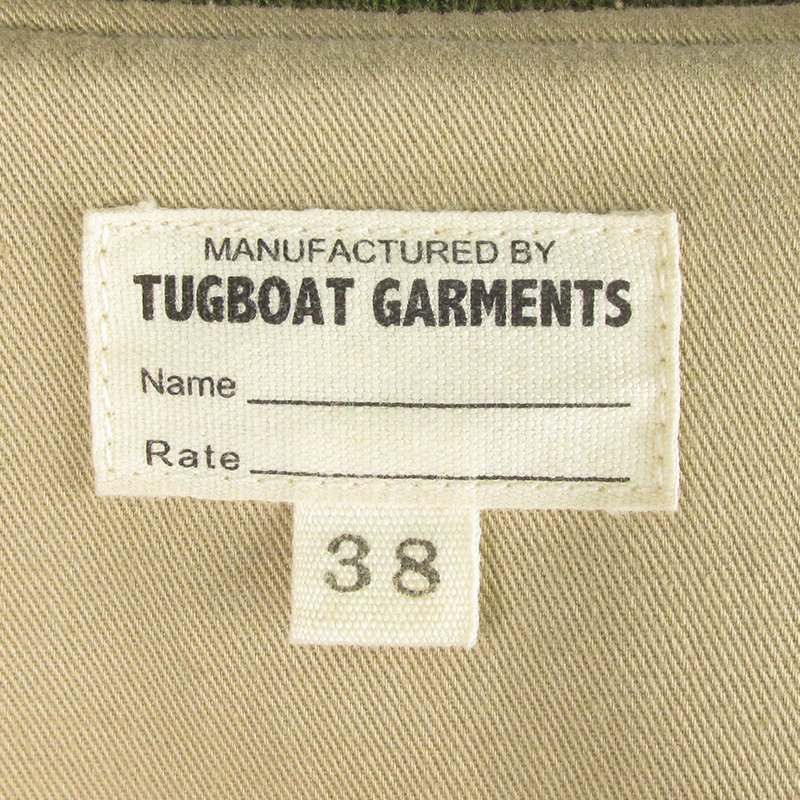 MANUFACTURED BY
TUGBOAT GARMENTS
Name
Rate
38